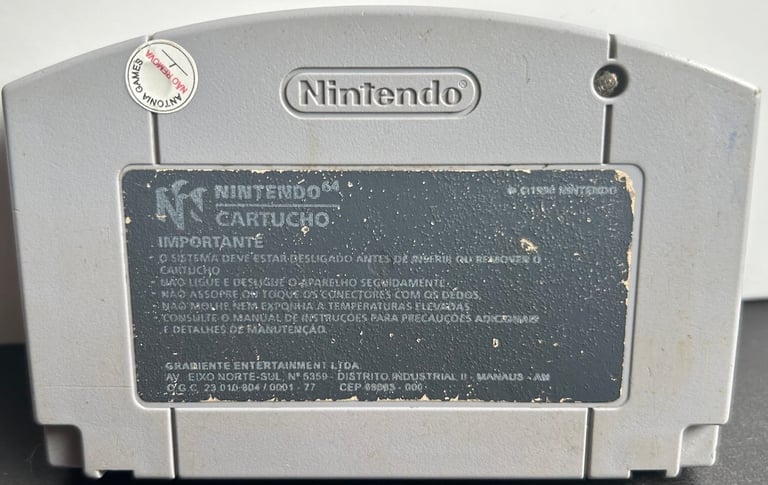 Nintendo®
ANTONIA GAMES
NÃO REMOVA
NINTENDO 64
© 1996 NINTENDO
CARTUCHO
IMPORTANTE
• O SISTEMA DEVE ESTAR DESLIGADO ANTES DE INSERIR OU REMOVER O
CARTUCHO
• NÃO LIGUE E DESLIGUE O APARELHO SEGUIDAMENTE.
• NÃO ASSOPRE OU TOQUE OS CONECTORES COM OS DEDOS,
• NÃO MOLHE NEM EXPONHA A TEMPERATURAS ELEVADAS
CONSULTE O MANUAL DE INSTRUÇÕES PARA PRECAUÇÕES ADICIONAIS
E DETALHES DE MANUTENÇÃO.
GRADIENTE ENTERTAINMENT LTDA.
AV. EIXO NORTE-SUL, Nº 5359 - DISTRITO INDUSTRIAL II - MANAUS - AM
C.G.C. 23.010.804 / 0001 - 77 CEP - 000